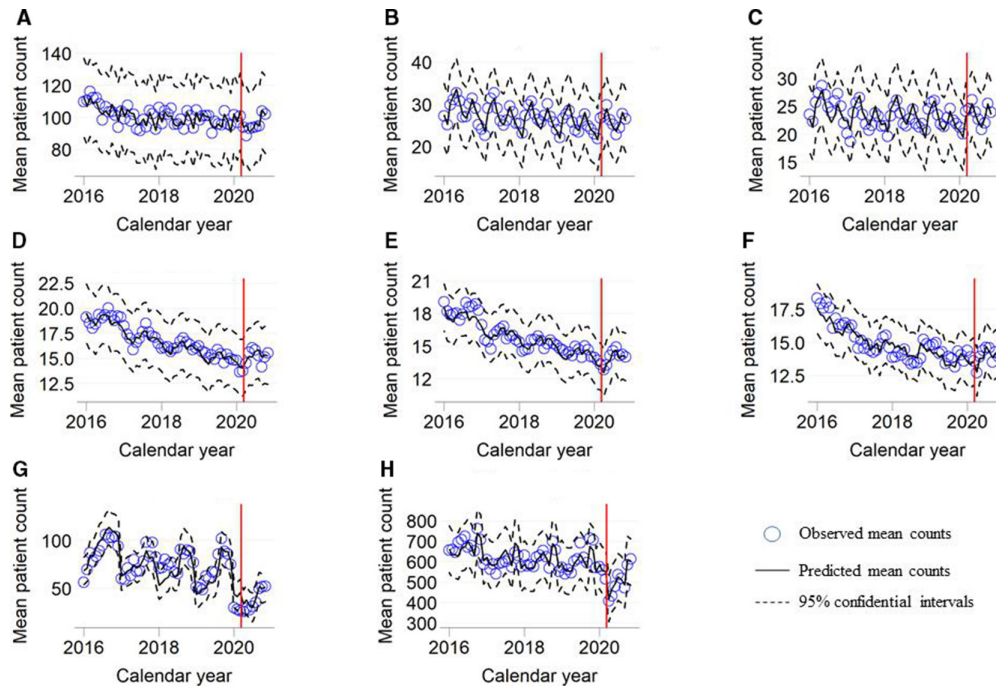 A
Mean patient count
140
120
100
80
2016 2018 2020
Calendar year
B
Mean patient count
40
30
20
2016 2018 2020
Calendar year
C
Mean patient count
30
25
20
15
2016 2018 2020
Calendar year
D
Mean patient count
22.5
20.0
17.5
15.0
12.5
2016 2018 2020
Calendar year
E
Mean patient count
21
18
15
12
2016 2018 2020
Calendar year
F
Mean patient count
17.5
15.0
12.5
2016 2018 2020
Calendar year
G
Mean patient count
100
50
2016 2018 2020
Calendar year
H
Mean patient count
800
700
600
500
400
300
2016 2018 2020
Calendar year
Observed mean counts
Predicted mean counts
95% confidential intervals